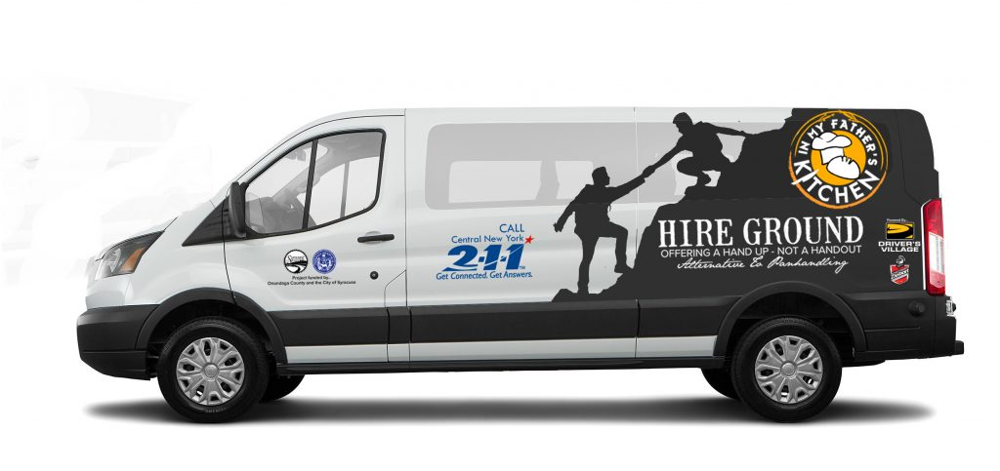 Project funded by...
Onondaga County and the City of Syracuse
CALL
Central New York
2-1-1
Get Connected. Get Answers.
IN MY FATHER'S
KITCHEN
HIRE GROUND
OFFERING A HAND UP - NOT A HANDOUT
Alternative to Panhandling
Powered By:
DRIVER'S
VILLAGE